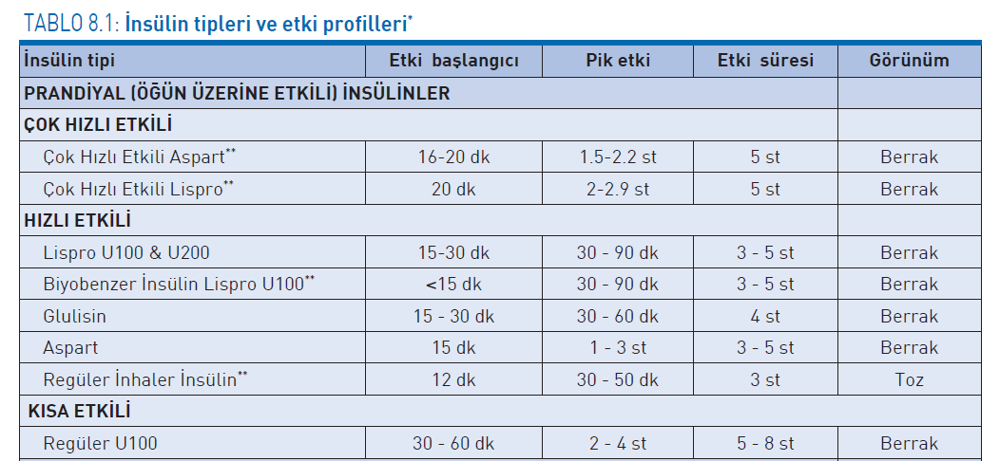 TABLO 8.1: İnsülin tipleri ve etki profilleri*
İnsülin tipi Etki başlangıcı Pik etki Etki süresi Görünüm
PRANDİYAL (ÖĞÜN ÜZERİNE ETKİLİ) İNSÜLİNLER
ÇOK HIZLI ETKİLİ
Çok Hızlı Etkili Aspart** 16-20 dk 1.5-2.2 st 5 st Berrak
Çok Hızlı Etkili Lispro** 20 dk 2-2.9 st 5 st Berrak
HIZLI ETKİLİ
Lispro U100 & U200 15-30 dk 30 - 90 dk 3 - 5 st Berrak
Biyobenzer İnsülin Lispro U100** <15 dk 30 - 90 dk 3 - 5 st Berrak
Glulisin 15 - 30 dk 30 - 60 dk 4 st Berrak
Aspart 15 dk 1 - 3 st 3 - 5 st Berrak
Regüler İnhaler İnsülin** 12 dk 30 - 50 dk 3 st Toz
KISA ETKİLİ
Regüler U100 30 - 60 dk 2 - 4 st 5 - 8 st Berrak